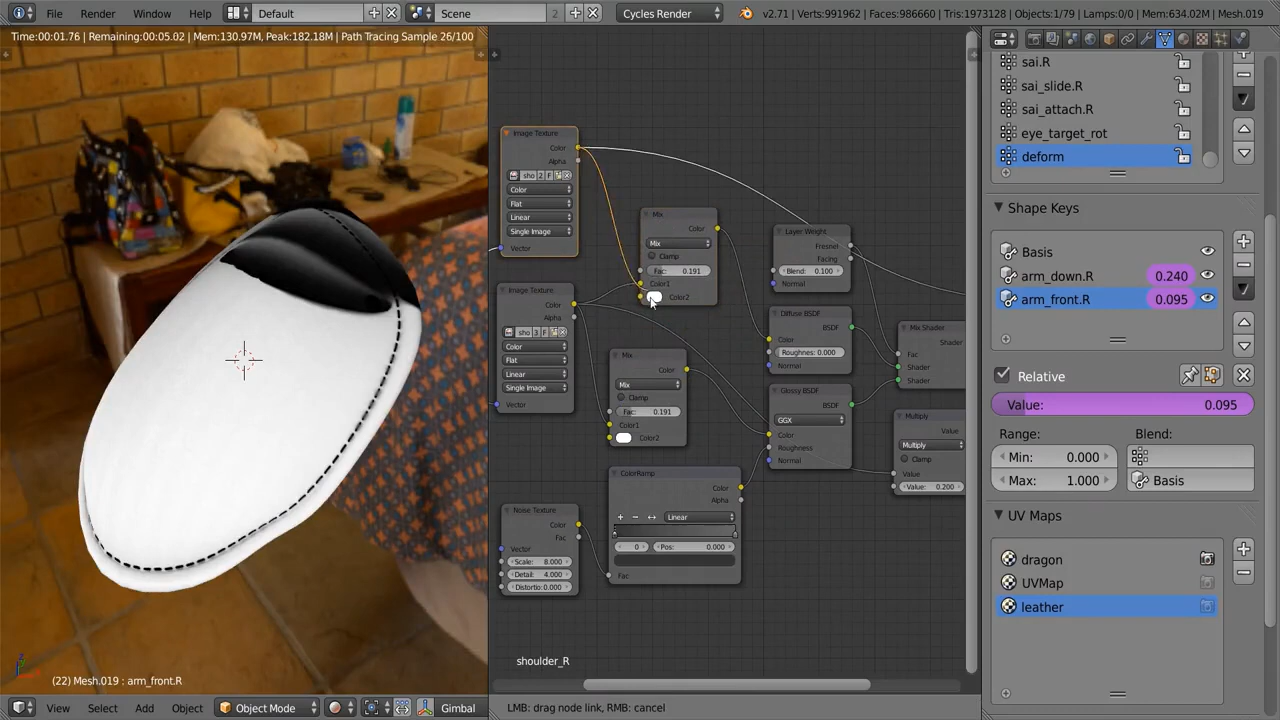 File Render Window Help Default Scene 2 Cycles Render v2.71 | Verts:991962 | Faces:986660 | Tris:1973128 | Objects:1/79 | Lamps:0/0 | Mem:634.02M | Mesh.019
Time:00:01.76 | Remaining:00:05.02 | Mem:130.97M, Peak:182.18M | Path Tracing Sample 26/100
Image Texture
Color
Alpha
sho 2 F
Color
Flat
Linear
Single Image
Vector
Image Texture
Color
Alpha
sho 3 F
Color
Flat
Linear
Single Image
Vector
Noise Texture
Color
Fac
Vector
Scale: 8.000
Detail: 4.000
Distortio:0.000
Mix
Color
Mix
Clamp
Fac: 0.191
Color1
Color2
Mix
Color
Mix
Clamp
Fac: 0.191
Color1
Color2
ColorRamp
Color
Alpha
+ − Linear
0 Pos: 0.000
Fac
Layer Weight
Fresnel
Facing
Blend: 0.100
Normal
Diffuse BSDF
BSDF
Color
Roughness: 0.000
Normal
Glossy BSDF
BSDF
GGX
Color
Roughness
Normal
Mix Shader
Shader
Fac
Shader
Shader
Multiply
Value
Multiply
Clamp
Value
Value: 0.200
shoulder_R
sai.R
sai_slide.R
sai_attach.R
eye_target_rot
deform
Shape Keys
Basis
arm_down.R 0.240
arm_front.R 0.095
Relative
Value: 0.095
Range: Blend:
Min: 0.000
Max: 1.000 Basis
UV Maps
dragon
UVMap
leather
(22) Mesh.019 : arm_front.R
View Select Add Object Object Mode Gimbal
LMB: drag node link, RMB: cancel